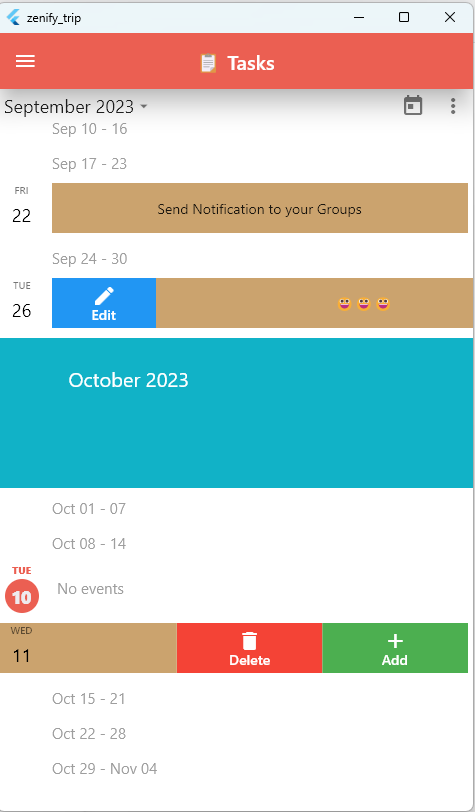 zenify_trip
📋 Tasks
September 2023
Sep 10 - 16
Sep 17 - 23
FRI
22
Send Notification to your Groups
Sep 24 - 30
TUE
26
Edit
😀😀😀
October 2023
Oct 01 - 07
Oct 08 - 14
TUE
10
No events
WED
11
Delete
Add
Oct 15 - 21
Oct 22 - 28
Oct 29 - Nov 04